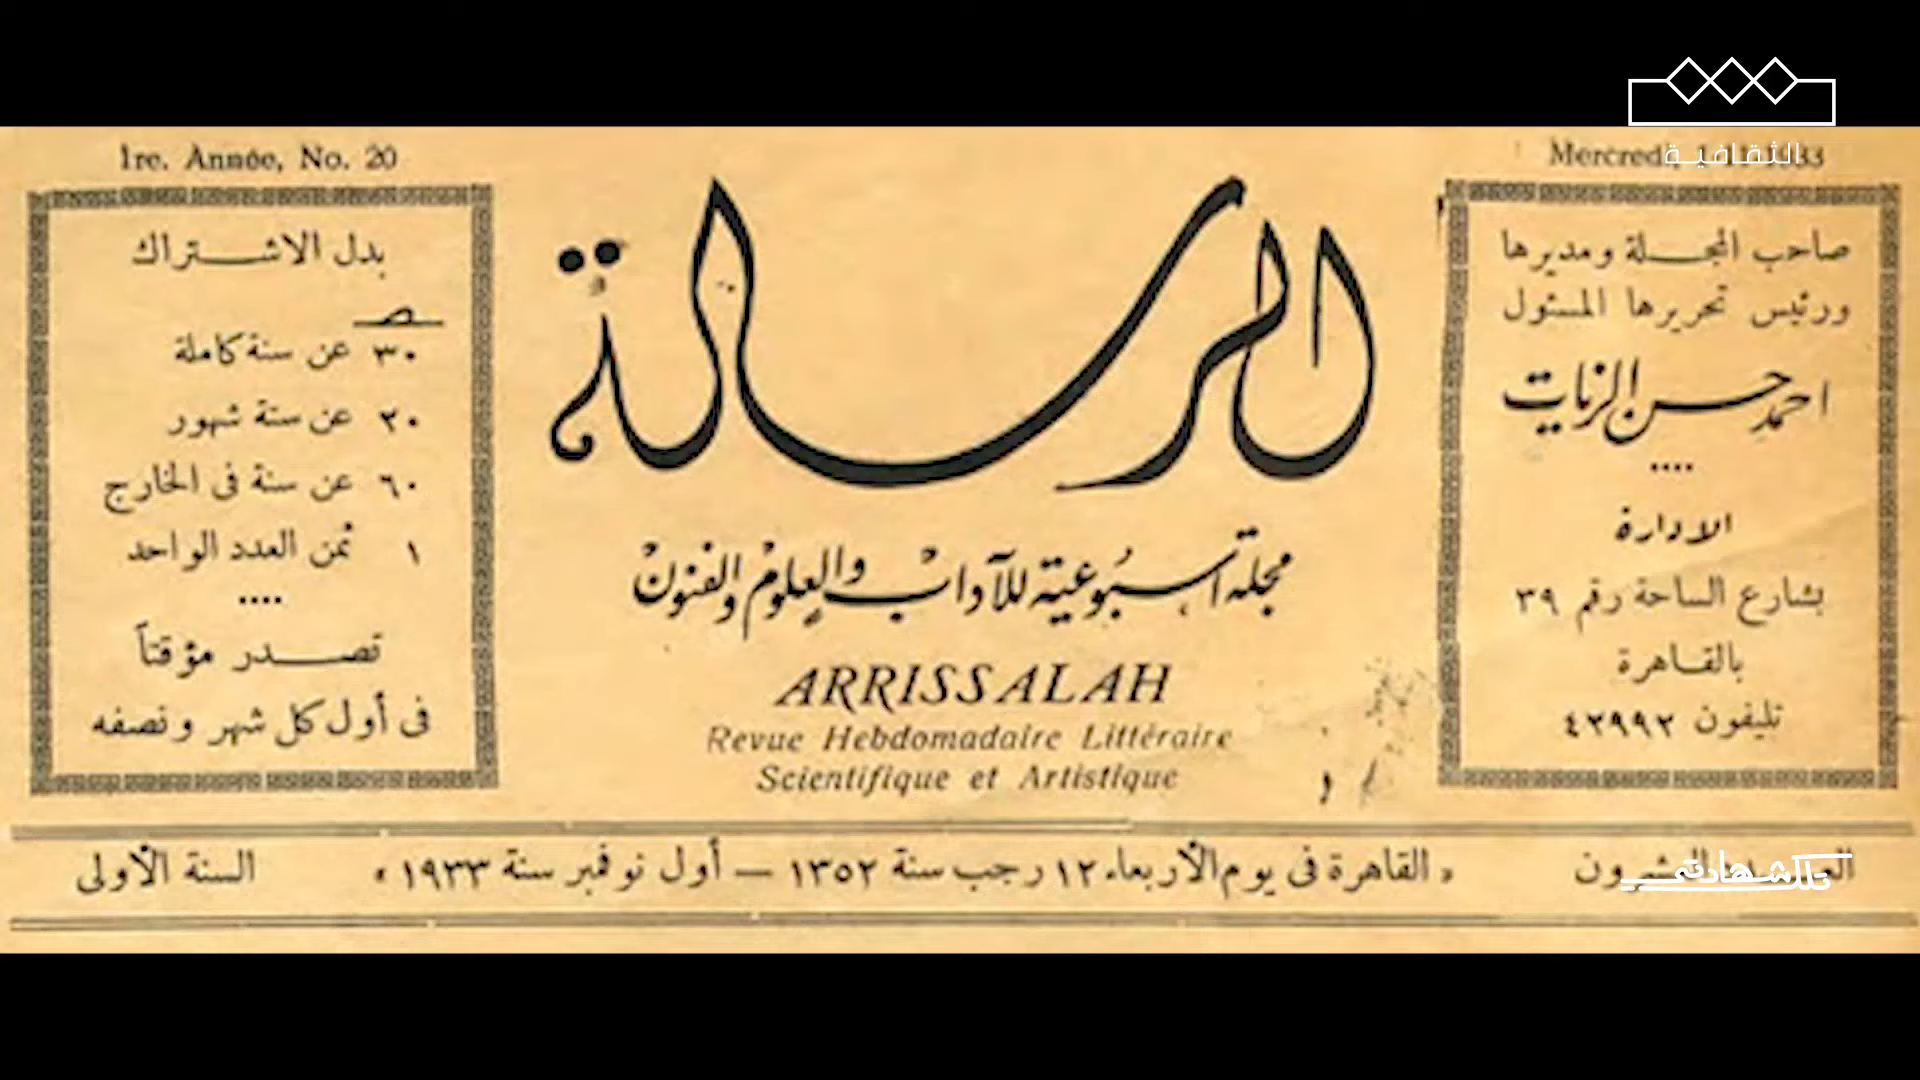 الثقافية
1re. Année, No. 20
صاحب المجلة ومديرها
ورئيس تحريرها المسئول
احمد حسن الزيات
الادارة
بشارع الساحة رقم ٣٩
بالقاهرة
تليفون ٤٢٩٩٢
الرسالة
مجلة اسبوعية للآداب والعلوم والفنون
ARRISSALAH
Revue Hebdomadaire Littéraire
Scientifique et Artistique
بدل الاشتراك
٣٠ عن سنة كاملة
٢٠ عن ستة شهور
٦٠ عن سنة فى الخارج
١ ثمن العدد الواحد
تصدر مؤقتاً
فى أول كل شهر ونصفه
« القاهرة فى يوم الأربعاء ١٢ رجب سنة ١٣٥٢ — أول نوفمبر سنة ١٩٣٣ »
السنة الأولى